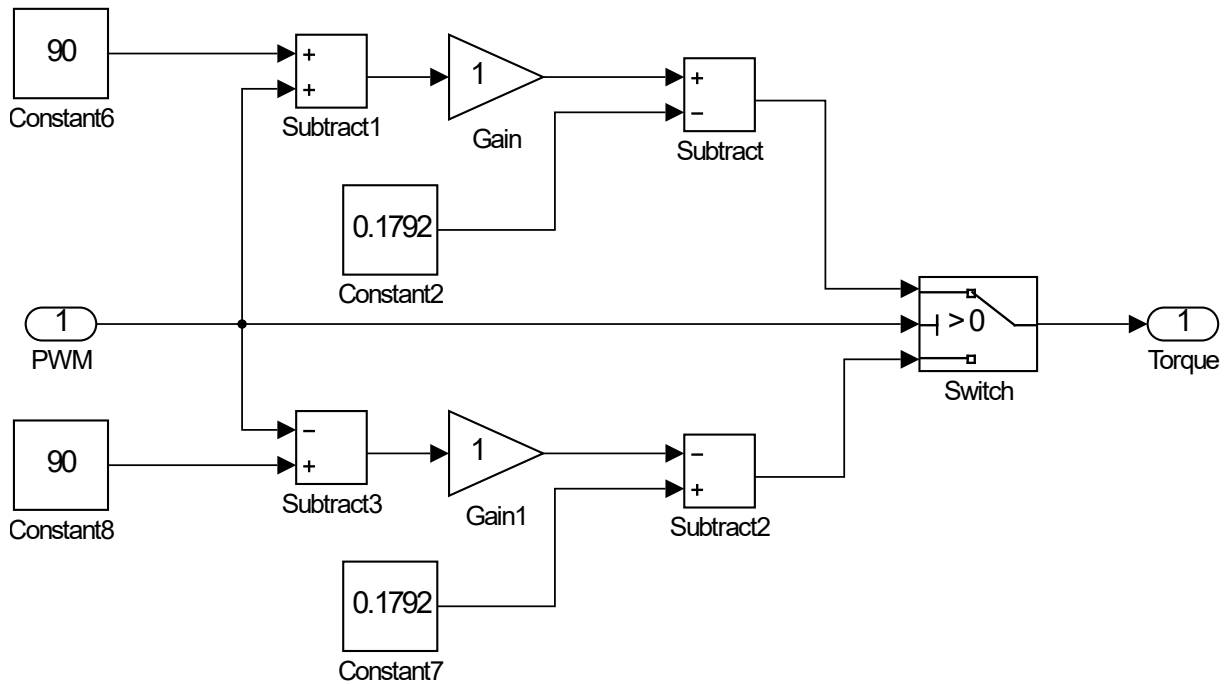 90
Constant6
+
+
Subtract1
1
Gain
+
−
Subtract
0.1792
Constant2
1
PWM
> 0
Switch
1
Torque
90
Constant8
−
+
Subtract3
1
Gain1
−
+
Subtract2
0.1792
Constant7